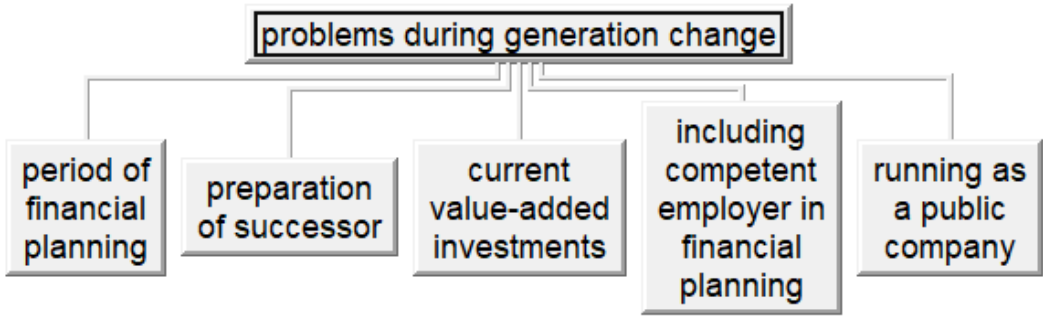 problems during generation change
period of
financial
planning
preparation
of successor
current
value-added
investments
including
competent
employer in
financial
planning
running as
a public
company